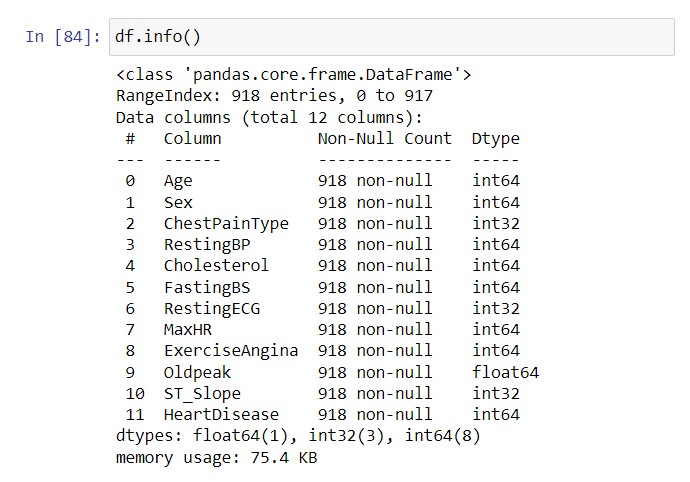 In [84]: df.info()
<class 'pandas.core.frame.DataFrame'>
RangeIndex: 918 entries, 0 to 917
Data columns (total 12 columns):
 #   Column          Non-Null Count  Dtype
---  ------          --------------  -----
 0   Age             918 non-null    int64
 1   Sex             918 non-null    int64
 2   ChestPainType   918 non-null    int32
 3   RestingBP       918 non-null    int64
 4   Cholesterol     918 non-null    int64
 5   FastingBS       918 non-null    int64
 6   RestingECG      918 non-null    int32
 7   MaxHR           918 non-null    int64
 8   ExerciseAngina  918 non-null    int64
 9   Oldpeak         918 non-null    float64
 10  ST_Slope        918 non-null    int32
 11  HeartDisease    918 non-null    int64
dtypes: float64(1), int32(3), int64(8)
memory usage: 75.4 KB